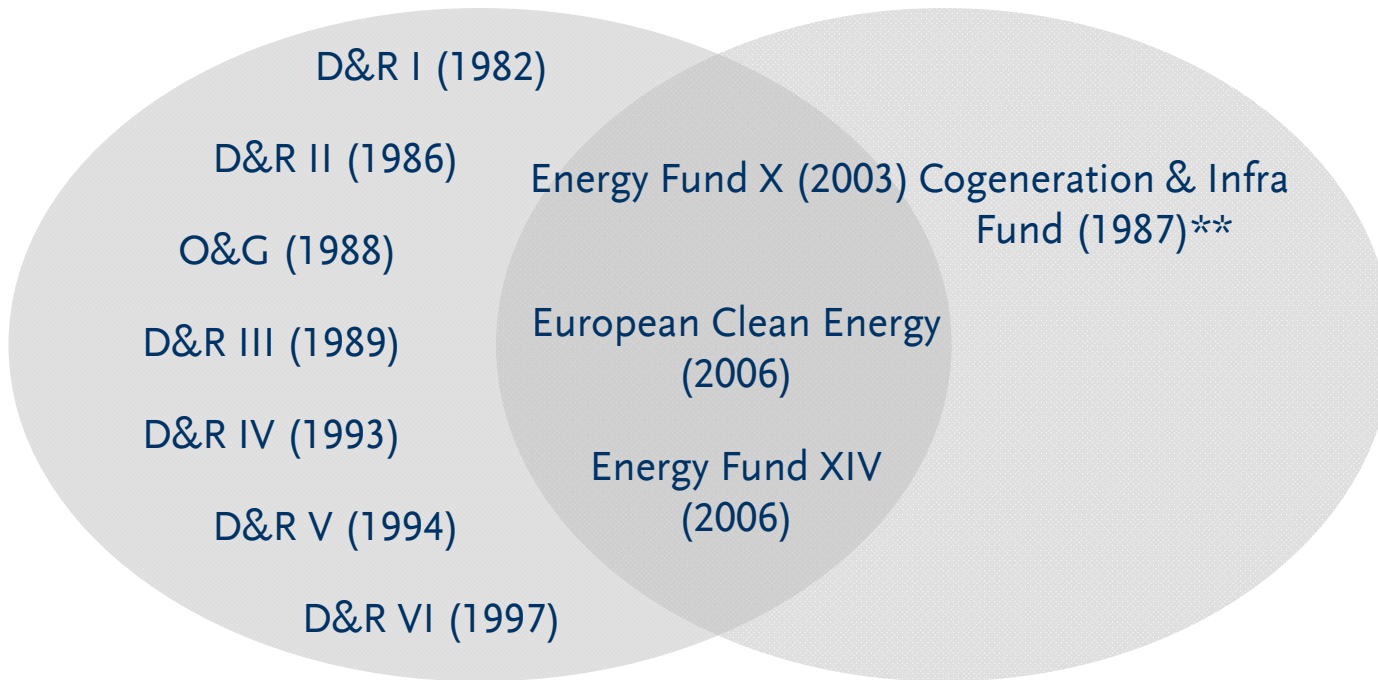 D&R I (1982)
D&R II (1986)
O&G (1988)
D&R III (1989)
D&R IV (1993)
D&R V (1994)
D&R VI (1997)
Energy Fund X (2003)
European Clean Energy
(2006)
Energy Fund XIV
(2006)
Cogeneration & Infra
Fund (1987)**